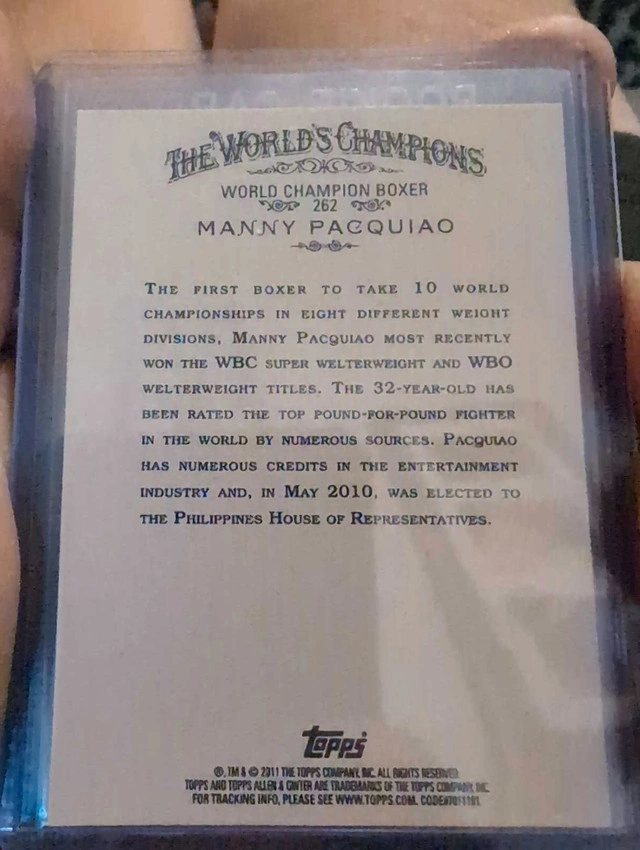 THE WORLD'S CHAMPIONS
WORLD CHAMPION BOXER
262
MANNY PACQUIAO
THE FIRST BOXER TO TAKE 10 WORLD
CHAMPIONSHIPS IN EIGHT DIFFERENT WEIGHT
DIVISIONS, MANNY PACQUIAO MOST RECENTLY
WON THE WBC SUPER WELTERWEIGHT AND WBO
WELTERWEIGHT TITLES. THE 32-YEAR-OLD HAS
BEEN RATED THE TOP POUND-FOR-POUND FIGHTER
IN THE WORLD BY NUMEROUS SOURCES. PACQUIAO
HAS NUMEROUS CREDITS IN THE ENTERTAINMENT
INDUSTRY AND, IN MAY 2010, WAS ELECTED TO
THE PHILIPPINES HOUSE OF REPRESENTATIVES.
Topps
®, TM & © 2011 THE TOPPS COMPANY, INC. ALL RIGHTS RESERVED.
TOPPS AND TOPPS ALLEN & GINTER ARE TRADEMARKS OF THE TOPPS COMPANY, INC.
FOR TRACKING INFO, PLEASE SEE WWW.TOPPS.COM.